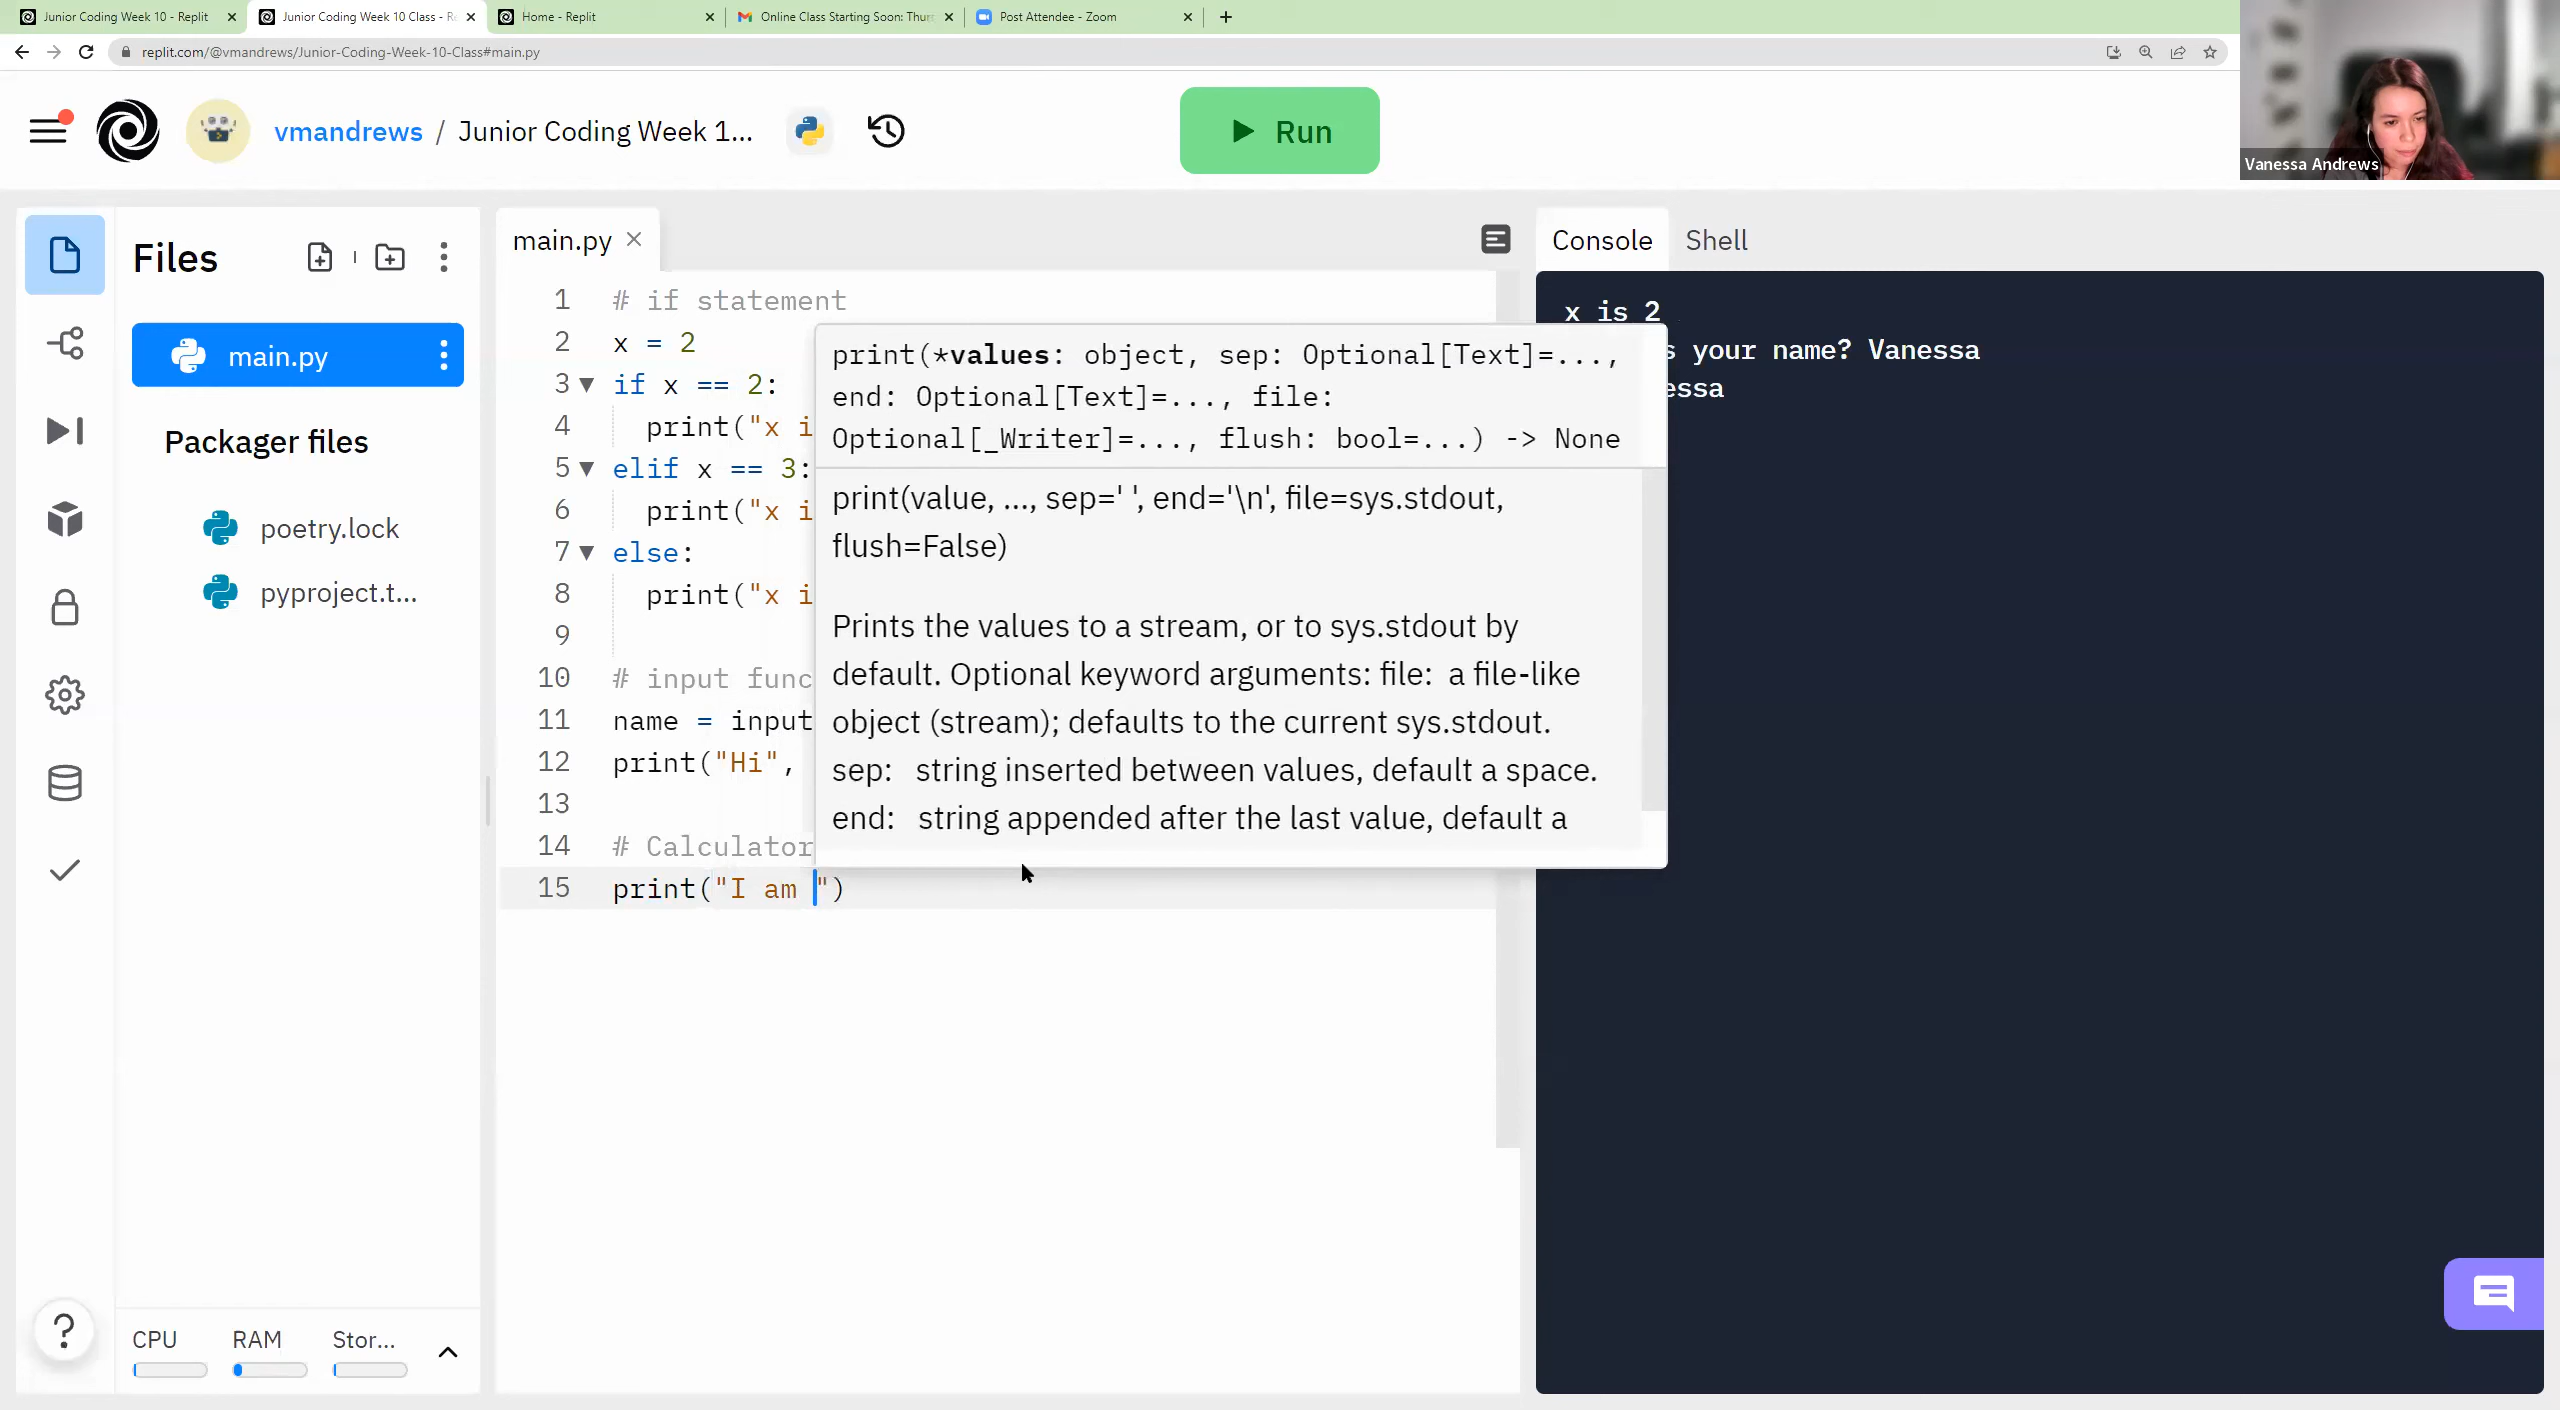 Junior Coding Week 10 - Replit
Junior Coding Week 10 Class - Re
Home - Replit
Online Class Starting Soon: Thur
Post Attendee - Zoom
replit.com/@vmandrews/Junior-Coding-Week-10-Class#main.py
vmandrews / Junior Coding Week 1...
Run
Vanessa Andrews
Files
main.py
Packager files
poetry.lock
pyproject.t...
CPU
RAM
Stor...
main.py
1 # if statement
2 x = 2
3 if x == 2:
4 print("x i
5 elif x == 3:
6 print("x i
7 else:
8 print("x i
9
10 # input func
11 name = input
12 print("Hi",
13
14 # Calculator
15 print("I am ")
print(*values: object, sep: Optional[Text]=...,
end: Optional[Text]=..., file:
Optional[_Writer]=..., flush: bool=...) -> None
print(value, ..., sep=' ', end='\n', file=sys.stdout,
flush=False)
Prints the values to a stream, or to sys.stdout by
default. Optional keyword arguments: file: a file-like
object (stream); defaults to the current sys.stdout.
sep: string inserted between values, default a space.
end: string appended after the last value, default a
Console
Shell
x is 2
s your name? Vanessa
essa